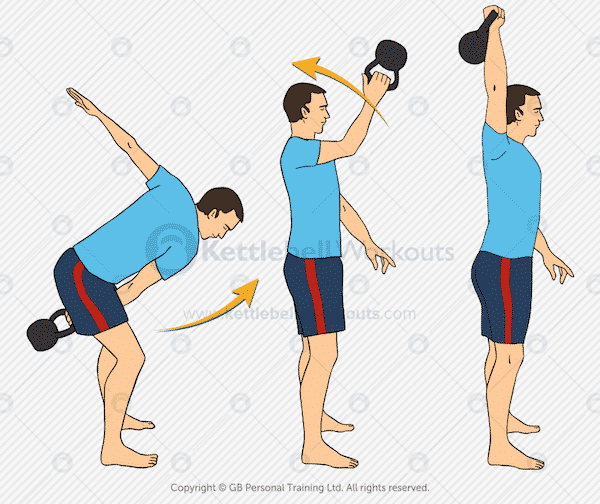 Kettlebell Workouts
www.kettlebellworkouts.com
Copyright © GB Personal Training Ltd. All rights reserved.